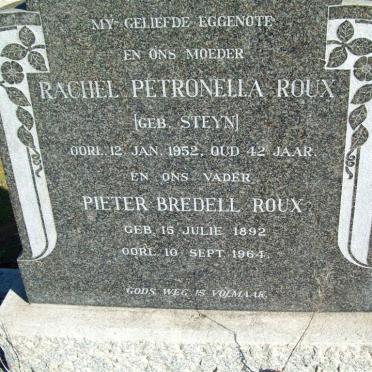 MY GELIEFDE EGGENOTE
EN ONS MOEDER
RACHEL PETRONELLA ROUX
[GEB. STEYN]
OORL. 12 JAN. 1952, OUD 42 JAAR.
EN ONS VADER
PIETER BREDELL ROUX
GEB. 15 JULIE 1892
OORL. 10 SEPT. 1964.
GODS WEG IS VOLMAAK.